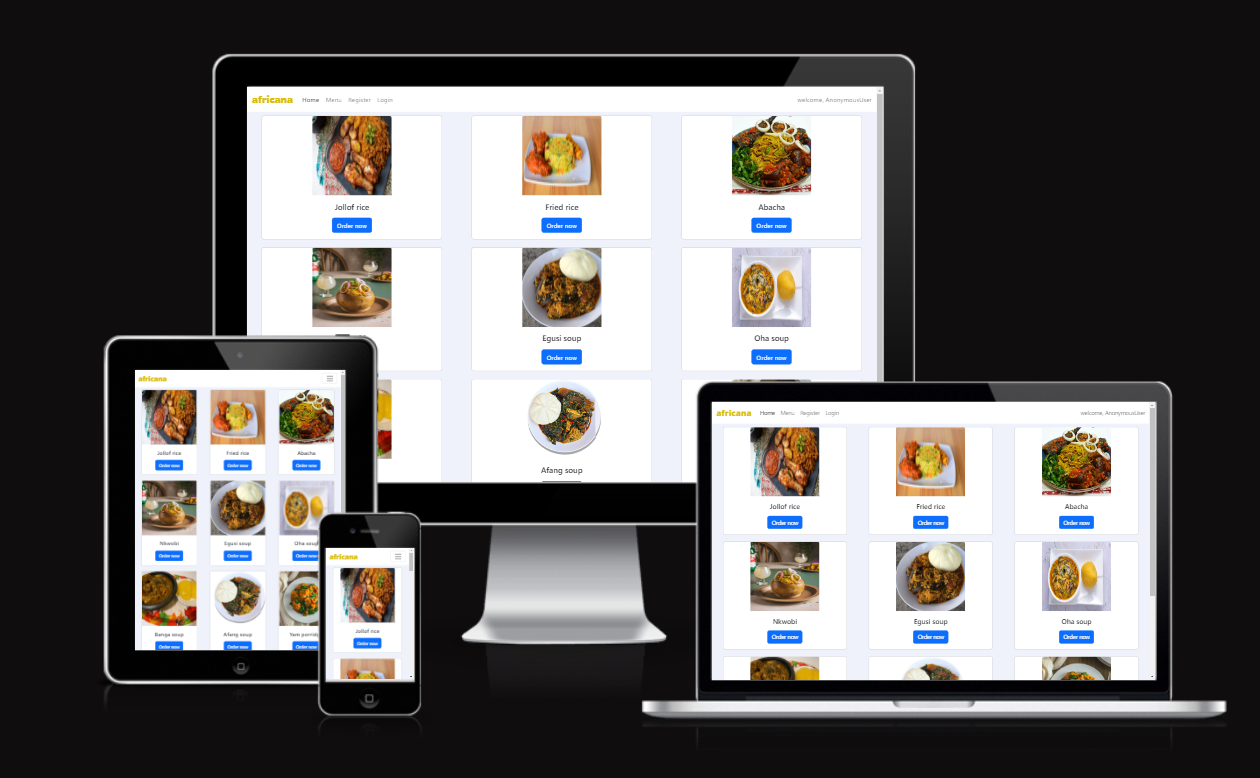 africana Home Menu Register Login welcome, AnonymousUser
Jollof rice Fried rice Abacha
Order now Order now Order now
Egusi soup Oha soup
Order now Order now
Afang soup
africana
Jollof rice Fried rice Abacha
Order now Order now Order now
Nkwobi Egusi soup Oha soup
Order now Order now Order now
Banga soup Afang soup Yam porridge
Order now Order now Order now
africana
Jollof rice
Order now
africana Home Menu Register Login welcome, AnonymousUser
Jollof rice Fried rice Abacha
Order now Order now Order now
Nkwobi Egusi soup Oha soup
Order now Order now Order now